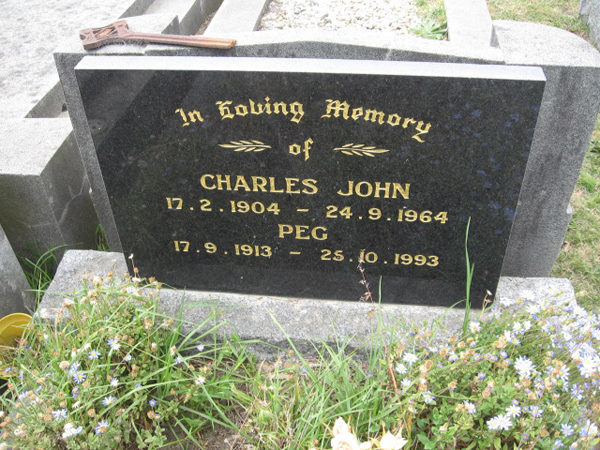 In Loving Memory
of
CHARLES JOHN
17.2.1904 - 24.9.1964
PEG
17.9.1913 - 25.10.1993